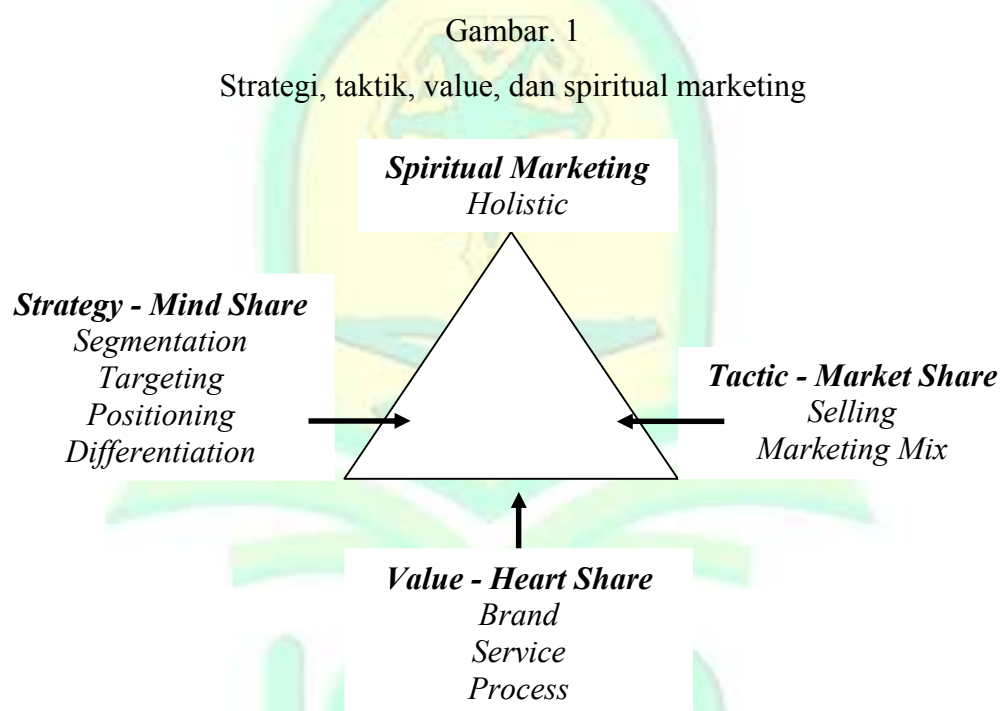 Gambar. 1
Strategi, taktik, value, dan spiritual marketing
Spiritual Marketing
Holistic
Strategy - Mind Share
Segmentation
Targeting
Positioning
Differentiation
Tactic - Market Share
Selling
Marketing Mix
Value - Heart Share
Brand
Service
Process